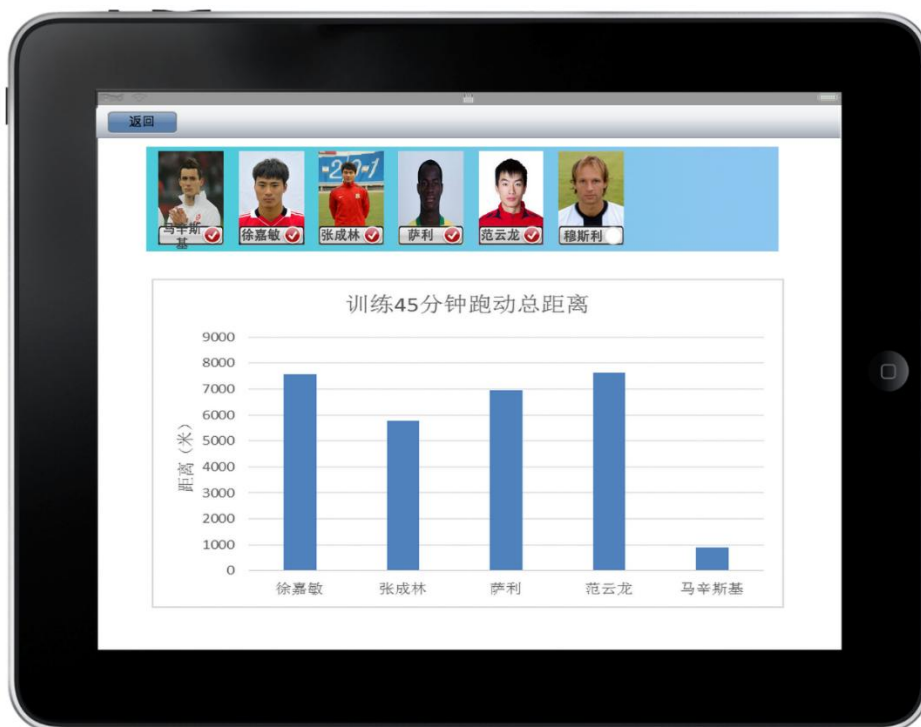 返回
马辛斯基
徐嘉敏
张成林
萨利
范云龙
穆斯利
训练45分钟跑动总距离
距离（米）
9000
8000
7000
6000
5000
4000
3000
2000
1000
0
徐嘉敏 张成林 萨利 范云龙 马辛斯基